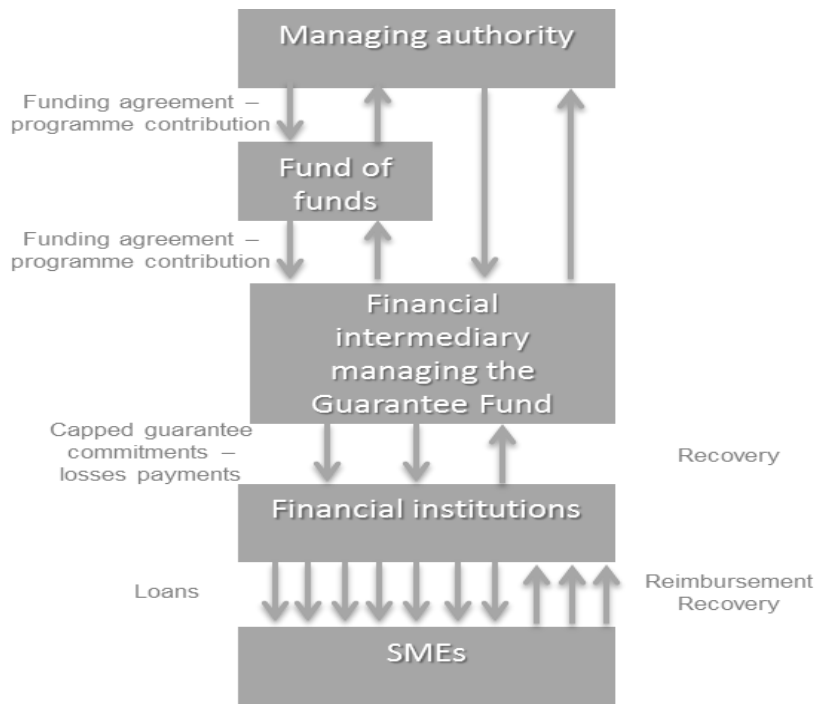 Managing authority
Funding agreement –
programme contribution
Fund of
funds
Funding agreement –
programme contribution
Financial
intermediary
managing the
Guarantee Fund
Capped guarantee
commitments –
losses payments
Recovery
Financial institutions
Loans
Reimbursement
Recovery
SMEs